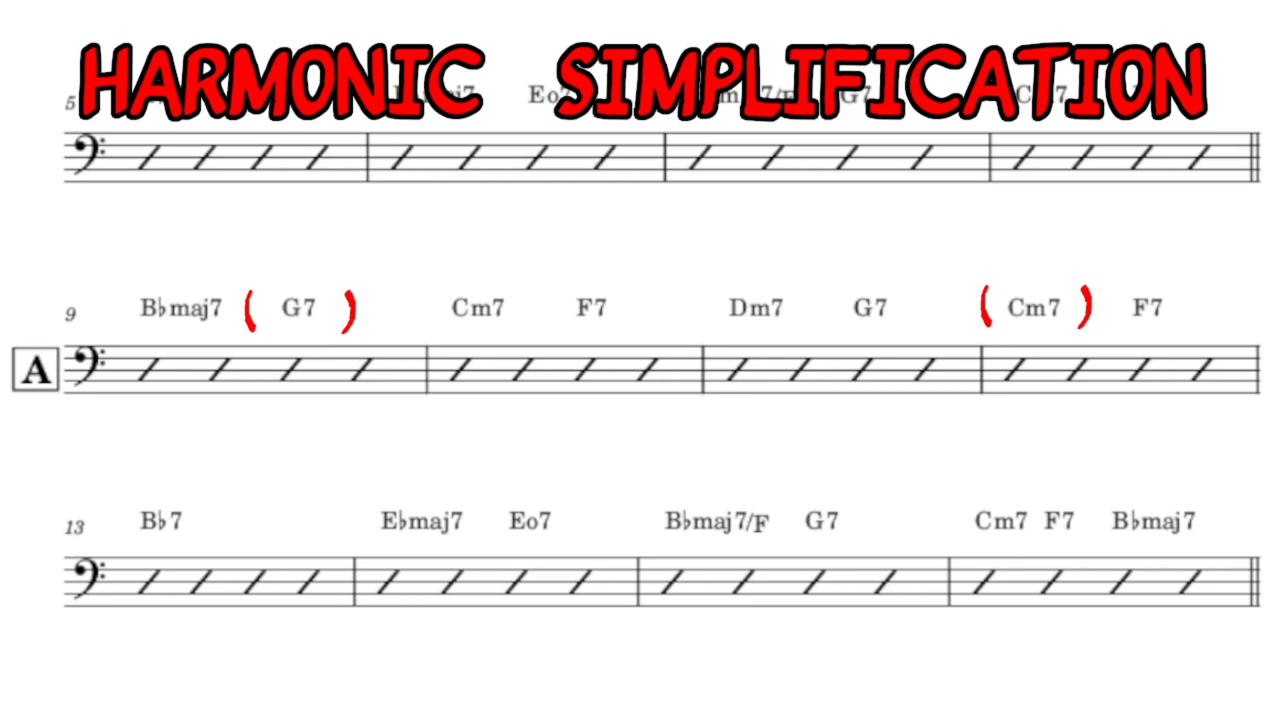 HARMONIC SIMPLIFICATION
5 Eo7 G7
9 B♭maj7 ( G7 ) Cm7 F7 Dm7 G7 ( Cm7 ) F7
A
13 B♭7 E♭maj7 Eo7 B♭maj7/F G7 Cm7 F7 B♭maj7